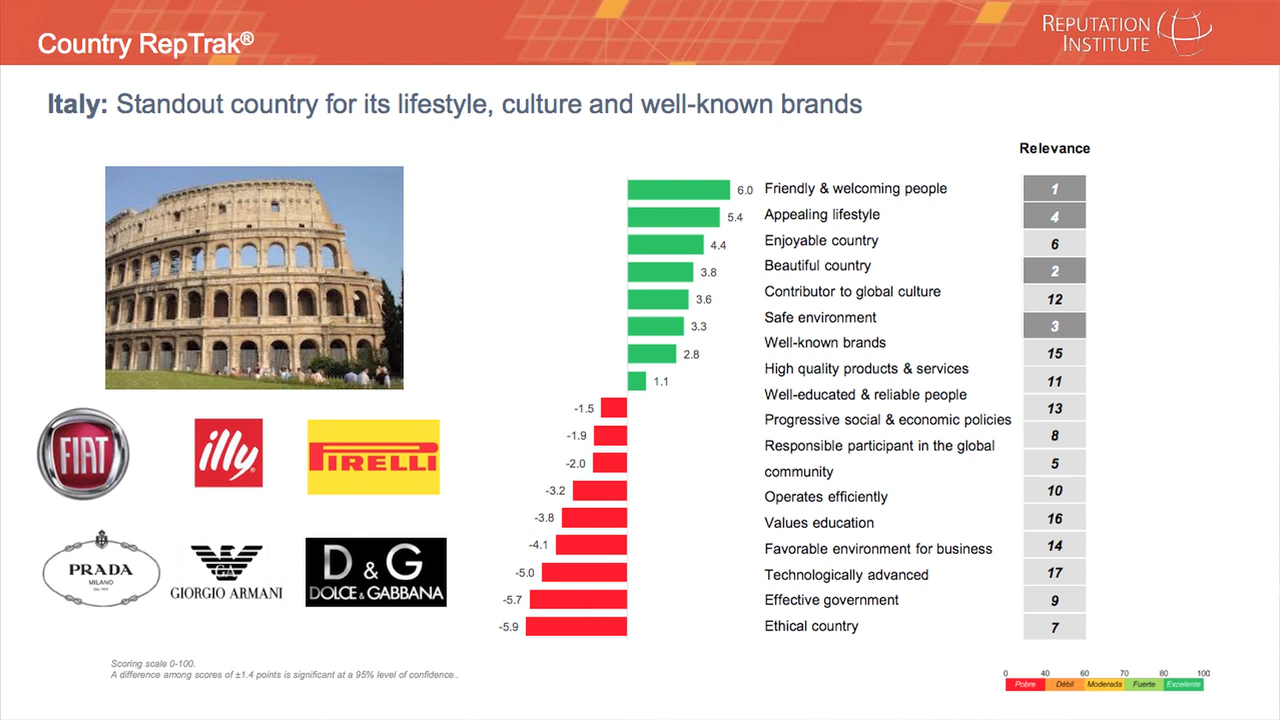 Country RepTrak®
REPUTATION
INSTITUTE
Italy: Standout country for its lifestyle, culture and well-known brands
Relevance
6.0 Friendly & welcoming people 1
5.4 Appealing lifestyle 4
4.4 Enjoyable country 6
3.8 Beautiful country 2
3.6 Contributor to global culture 12
3.3 Safe environment 3
2.8 Well-known brands 15
1.1 High quality products & services 11
-1.5 Well-educated & reliable people 13
-1.9 Progressive social & economic policies 8
-2.0 Responsible participant in the global 5
community
-3.2 Operates efficiently 10
-3.8 Values education 16
-4.1 Favorable environment for business 14
-5.0 Technologically advanced 17
-5.7 Effective government 9
-5.9 Ethical country 7
FIAT
illy®
PIRELLI
PRADA
MILANO
DAL 1913
GA
GIORGIO ARMANI
D & G
DOLCE & GABBANA
Scoring scale 0-100.
A difference among scores of ±1.4 points is significant at a 95% level of confidence..
0 40 60 70 80 100
Pobre Débil Moderada Fuerte Excelente